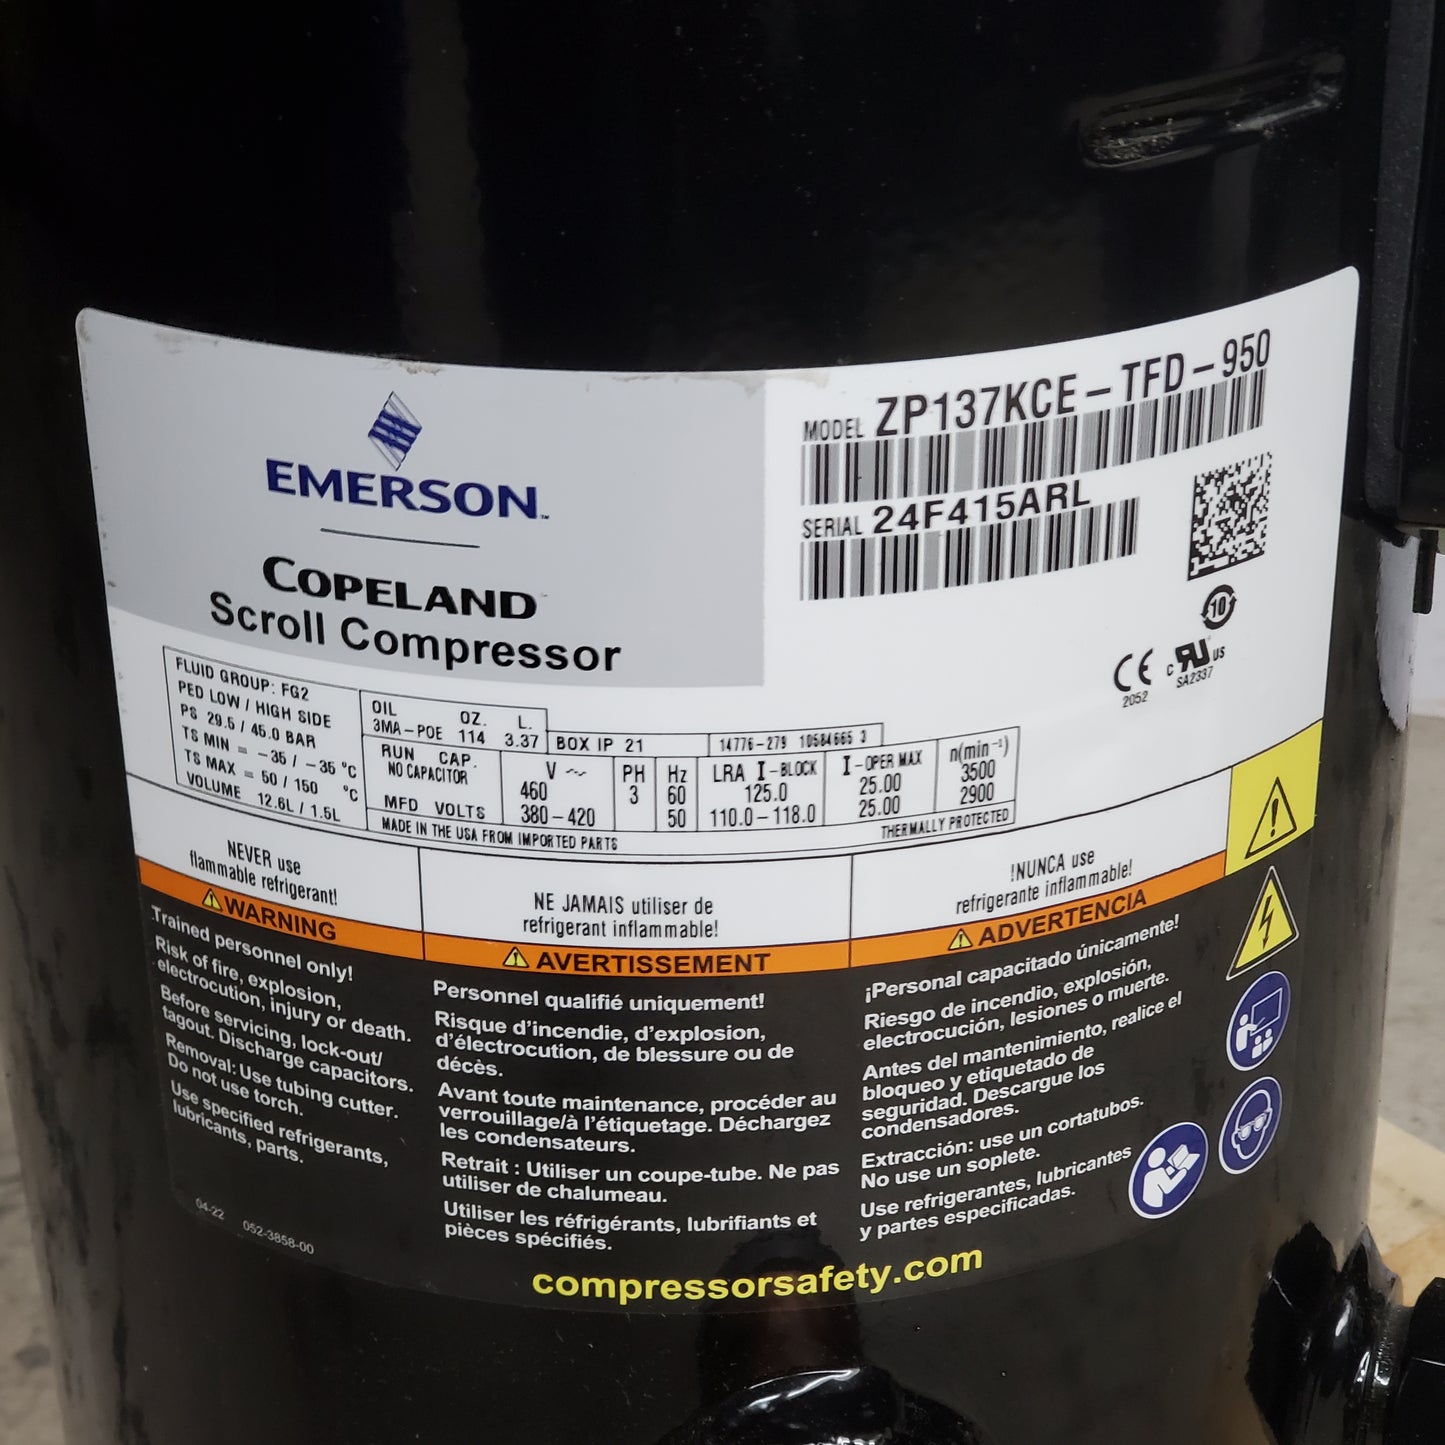 EMERSON™
COPELAND
Scroll Compressor
MODEL ZP137KCE-TFD-950
SERIAL 24F415ARL
10
CE
2052
c RU US
SA2337
FLUID GROUP: FG2
PED LOW / HIGH SIDE
PS 29.5 / 45.0 BAR
TS MIN = -35 / -35 °C
TS MAX = 50 / 150 °C
VOLUME 12.6L / 1.5L
OIL OZ. L.
3MA-POE 114 3.37
BOX IP 21
14776-279 10584665 3
RUN CAP.
NO CAPACITOR
MFD VOLTS
V ~ PH Hz LRA I-BLOCK I-OPER MAX n(min⁻¹)
460 3 60 125.0 25.00 3500
380-420 50 110.0-118.0 25.00 2900
MADE IN THE USA FROM IMPORTED PARTS
THERMALLY PROTECTED
NEVER use
flammable refrigerant!
WARNING
Trained personnel only!
Risk of fire, explosion,
electrocution, injury or death.
Before servicing, lock-out/
tagout. Discharge capacitors.
Removal: Use tubing cutter.
Do not use torch.
Use specified refrigerants,
lubricants, parts.
04-22 052-3858-00
NE JAMAIS utiliser de
refrigerant inflammable!
AVERTISSEMENT
Personnel qualifié uniquement!
Risque d'incendie, d'explosion,
d'électrocution, de blessure ou de
décès.
Avant toute maintenance, procéder au
verrouillage/à l'étiquetage. Déchargez
les condensateurs.
Retrait : Utiliser un coupe-tube. Ne pas
utiliser de chalumeau.
Utiliser les réfrigérants, lubrifiants et
pièces spécifiés.
!NUNCA use
refrigerante inflammable!
ADVERTENCIA
¡Personal capacitado únicamente!
Riesgo de incendio, explosión,
electrocución, lesiones o muerte.
Antes del mantenimiento, realice el
bloqueo y etiquetado de
seguridad. Descargue los
condensadores.
Extracción: use un cortatubos.
No use un soplete.
Use refrigerantes, lubricantes
y partes especificadas.
compressorsafety.com